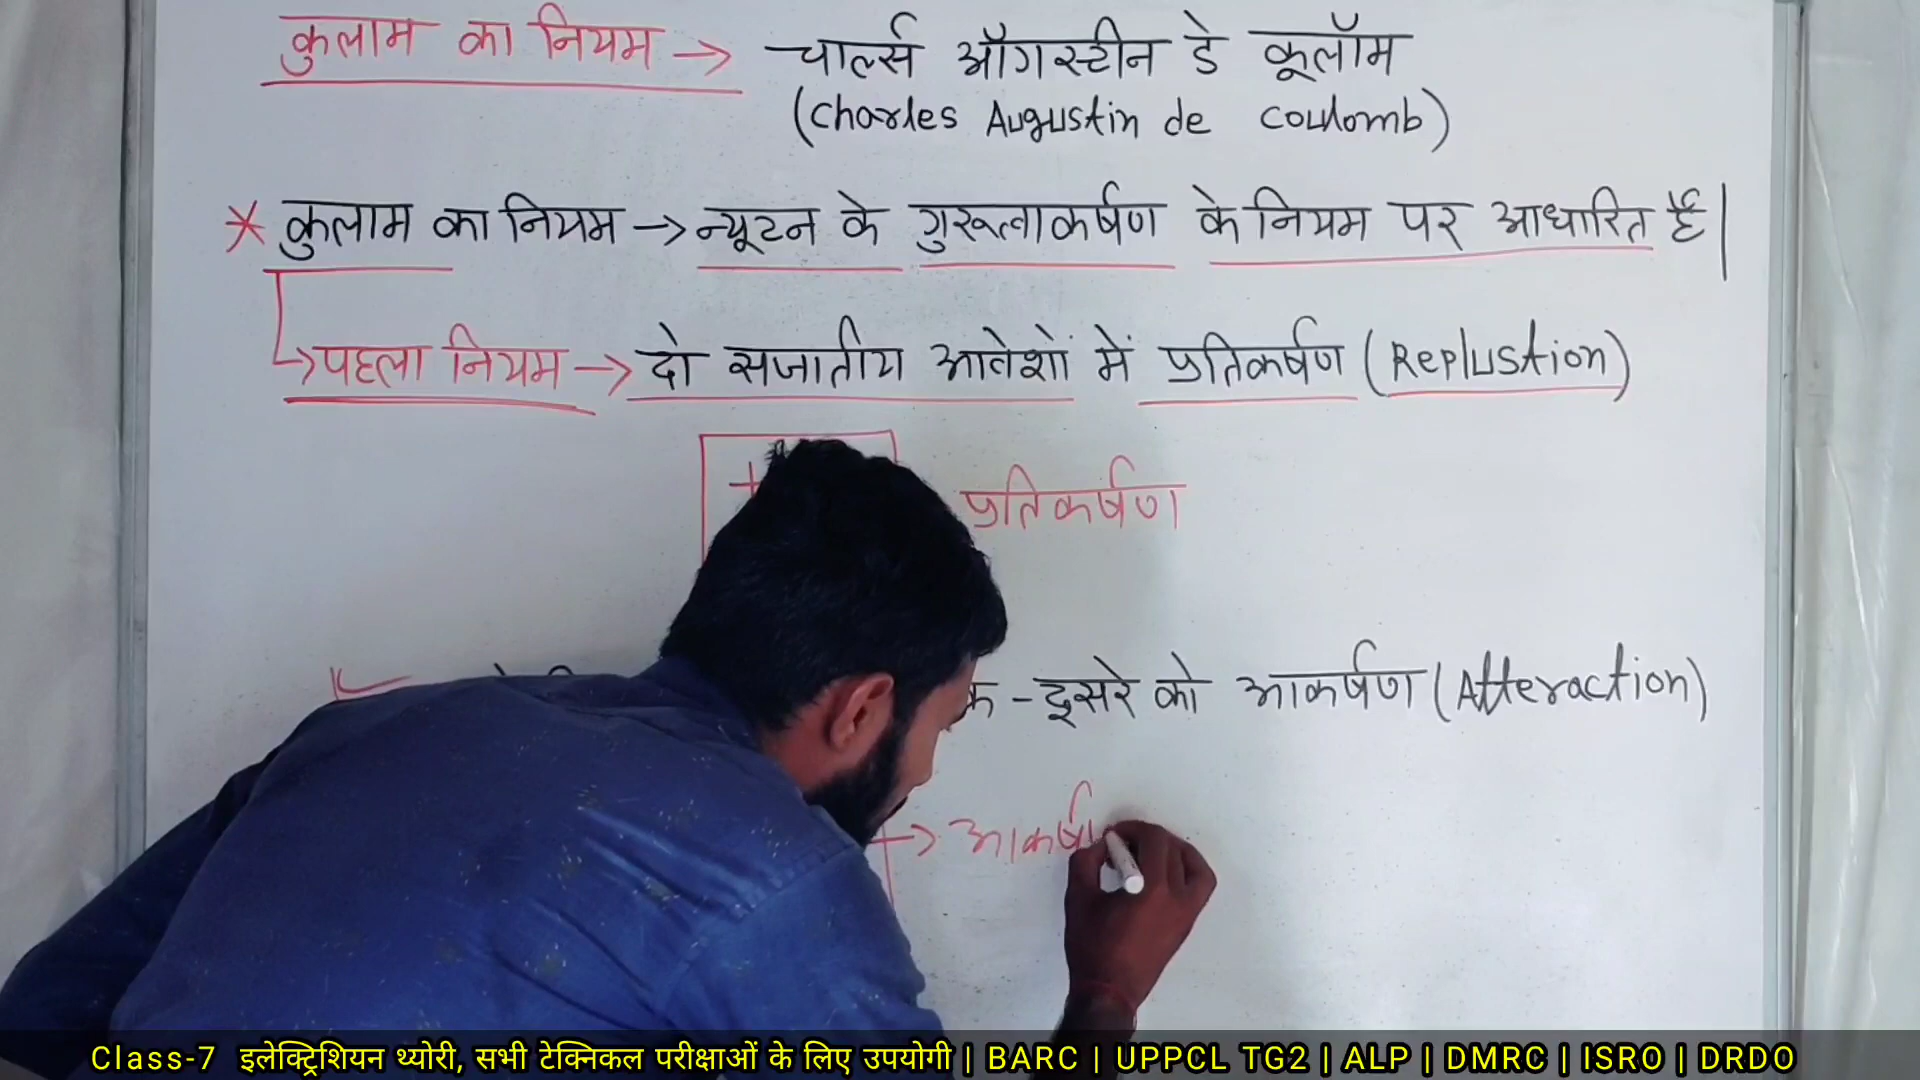 कुलाम का नियम → चार्ल्स ऑगस्टीन डे कूलॉम
(Charles Augustin de Coulomb)
* कुलाम का नियम → न्यूटन के गुरूत्वाकर्षण के नियम पर आधारित है|
→ पहला नियम → दो सजातीय आवेशों में प्रतिकर्षण (Replustion)
+ प्रतिकर्षण
क - दूसरे को आकर्षण (Atteraction)
→ आकर्ष
Class-7 इलेक्ट्रिशियन थ्योरी, सभी टेक्निकल परीक्षाओं के लिए उपयोगी | BARC | UPPCL TG2 | ALP | DMRC | ISRO | DRDO